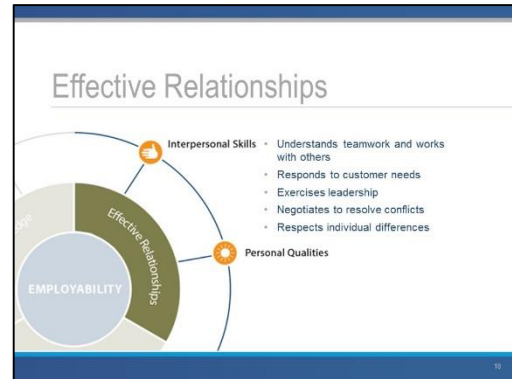 Effective Relationships
Interpersonal Skills
• Understands teamwork and works
with others
• Responds to customer needs
• Exercises leadership
• Negotiates to resolve conflicts
• Respects individual differences
Effective Relationships
Personal Qualities
EMPLOYABILITY
10